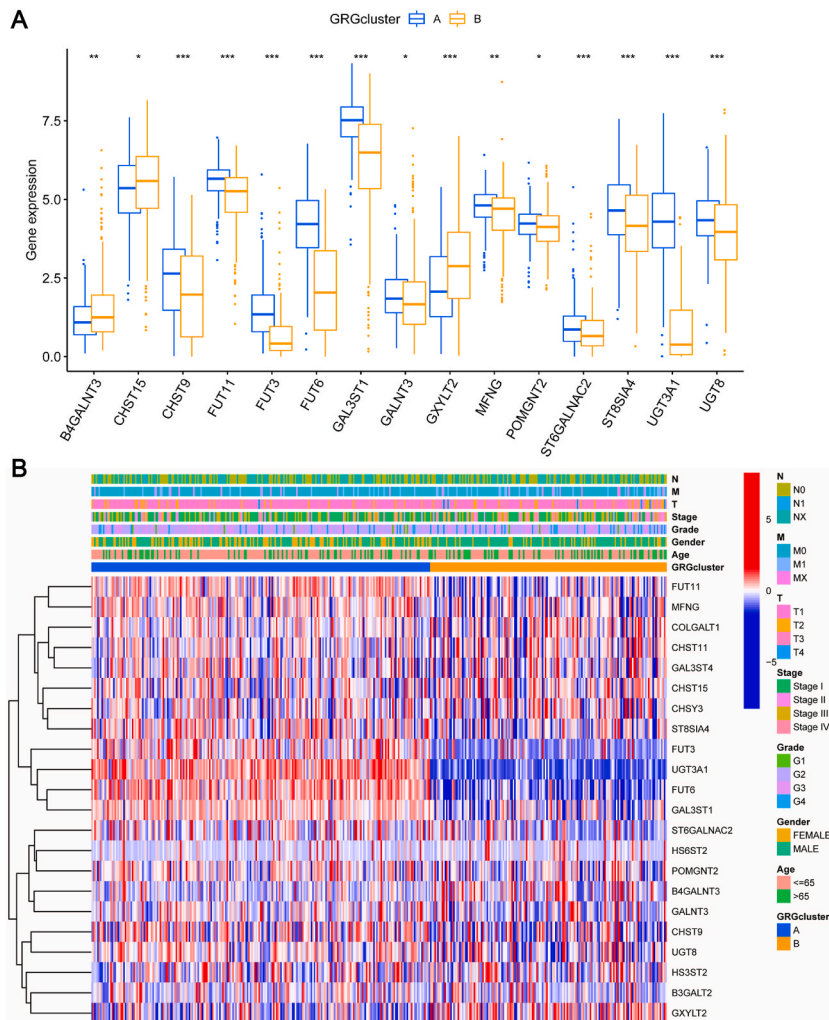 A
GRGcluster A B
** * *** *** *** *** *** * *** ** * *** *** *** ***
Gene expression
7.5
5.0
2.5
0.0
B4GALNT3
CHST15
CHST9
FUT11
FUT3
FUT6
GAL3ST1
GALNT3
GXYLT2
MFNG
POMGNT2
ST6GALNAC2
ST8SIA4
UGT3A1
UGT8
B
N
M
T
Stage
Grade
Gender
Age
GRGcluster
FUT11
MFNG
COLGALT1
CHST11
GAL3ST4
CHST15
CHSY3
ST8SIA4
FUT3
UGT3A1
FUT6
GAL3ST1
ST6GALNAC2
HS6ST2
POMGNT2
B4GALNT3
GALNT3
CHST9
UGT8
HS3ST2
B3GALT2
GXYLT2
5
0
−5
N
N0
N1
NX
M
M0
M1
MX
T
T1
T2
T3
T4
Stage
Stage I
Stage II
Stage III
Stage IV
Grade
G1
G2
G3
G4
Gender
FEMALE
MALE
Age
<=65
>65
GRGcluster
A
B